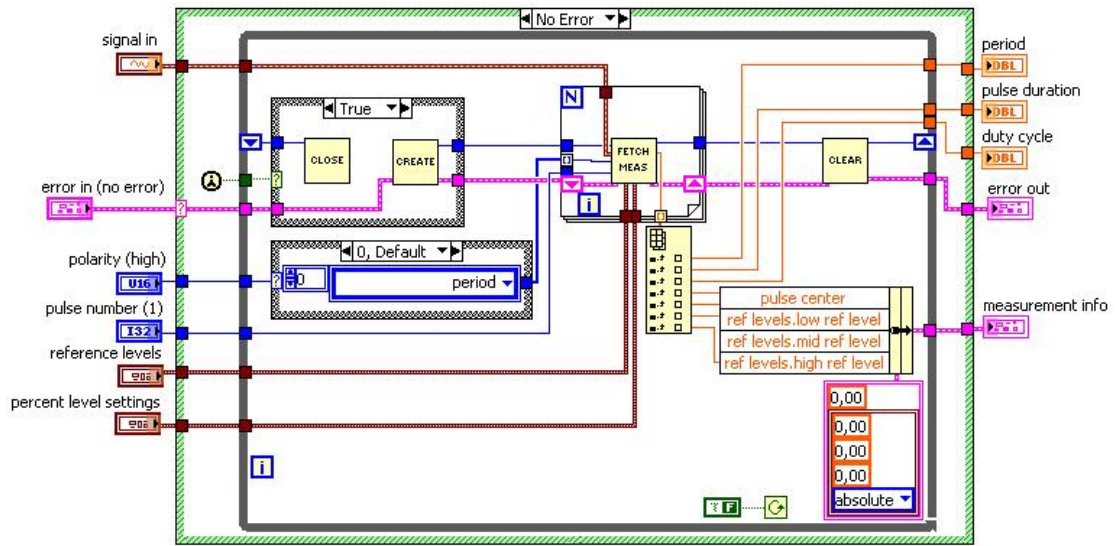 No Error
signal in
period
DBL
True
N
pulse duration
DBL
CLOSE
CREATE
FETCH
MEAS
CLEAR
duty cycle
DBL
error in (no error)
?
?
i
error out
0, Default
polarity (high)
U16
?
0
period
pulse number (1)
I32
pulse center
ref levels.low ref level
ref levels.mid ref level
ref levels.high ref level
measurement info
reference levels
percent level settings
0,00
0,00
0,00
0,00
absolute
i
F